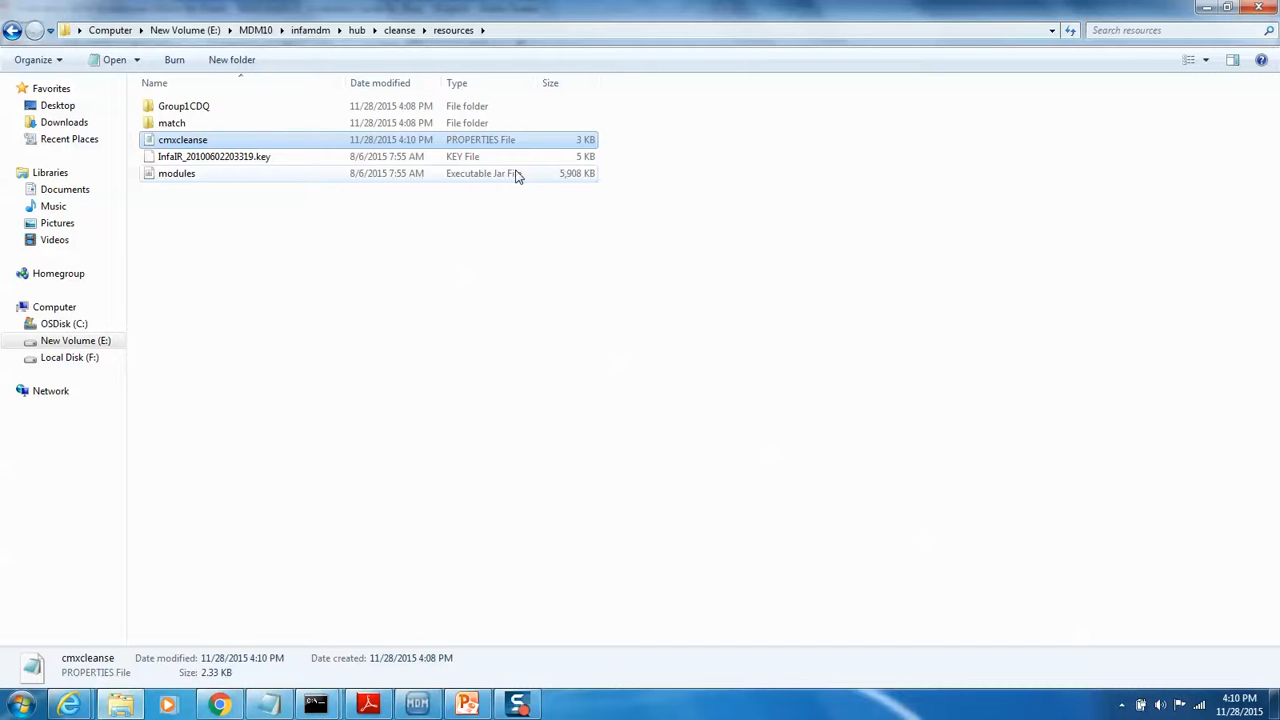 Computer New Volume (E:) MDM10 infamdm hub cleanse resources
Search resources
Organize Open Burn New folder
Favorites
Desktop
Downloads
Recent Places
Libraries
Documents
Music
Pictures
Videos
Homegroup
Computer
OSDisk (C:)
New Volume (E:)
Local Disk (F:)
Network
Name Date modified Type Size
Group1CDQ 11/28/2015 4:08 PM File folder
match 11/28/2015 4:08 PM File folder
cmxcleanse 11/28/2015 4:10 PM PROPERTIES File 3 KB
InfaIR_20100602203319.key 8/6/2015 7:55 AM KEY File 5 KB
modules 8/6/2015 7:55 AM Executable Jar File 5,908 KB
cmxcleanse Date modified: 11/28/2015 4:10 PM Date created: 11/28/2015 4:08 PM
PROPERTIES File Size: 2.33 KB
C:\.
MDM
4:10 PM
11/28/2015